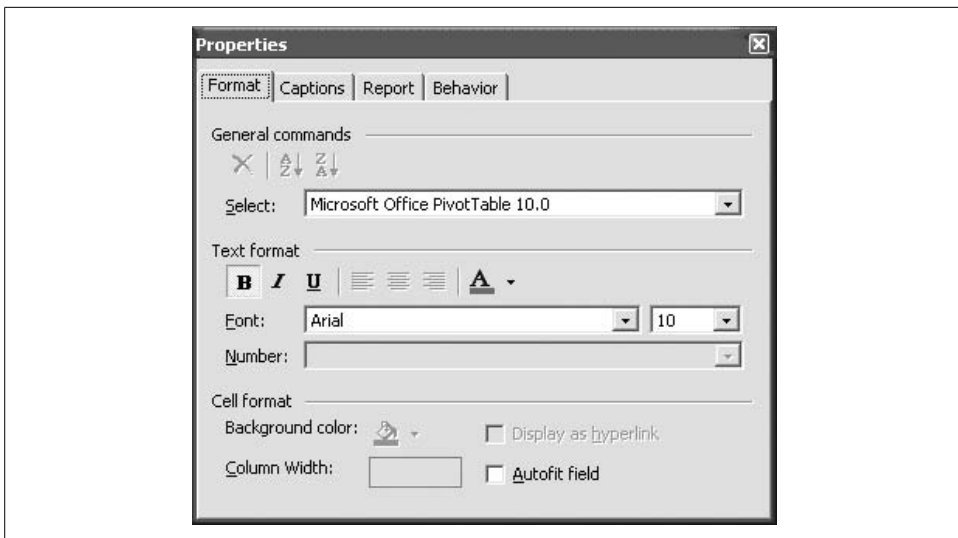 Properties
Format Captions Report Behavior
General commands
Select: Microsoft Office PivotTable 10.0
Text format
B I U A
Font: Arial 10
Number:
Cell format
Background color: Display as hyperlink
Column Width: Autofit field